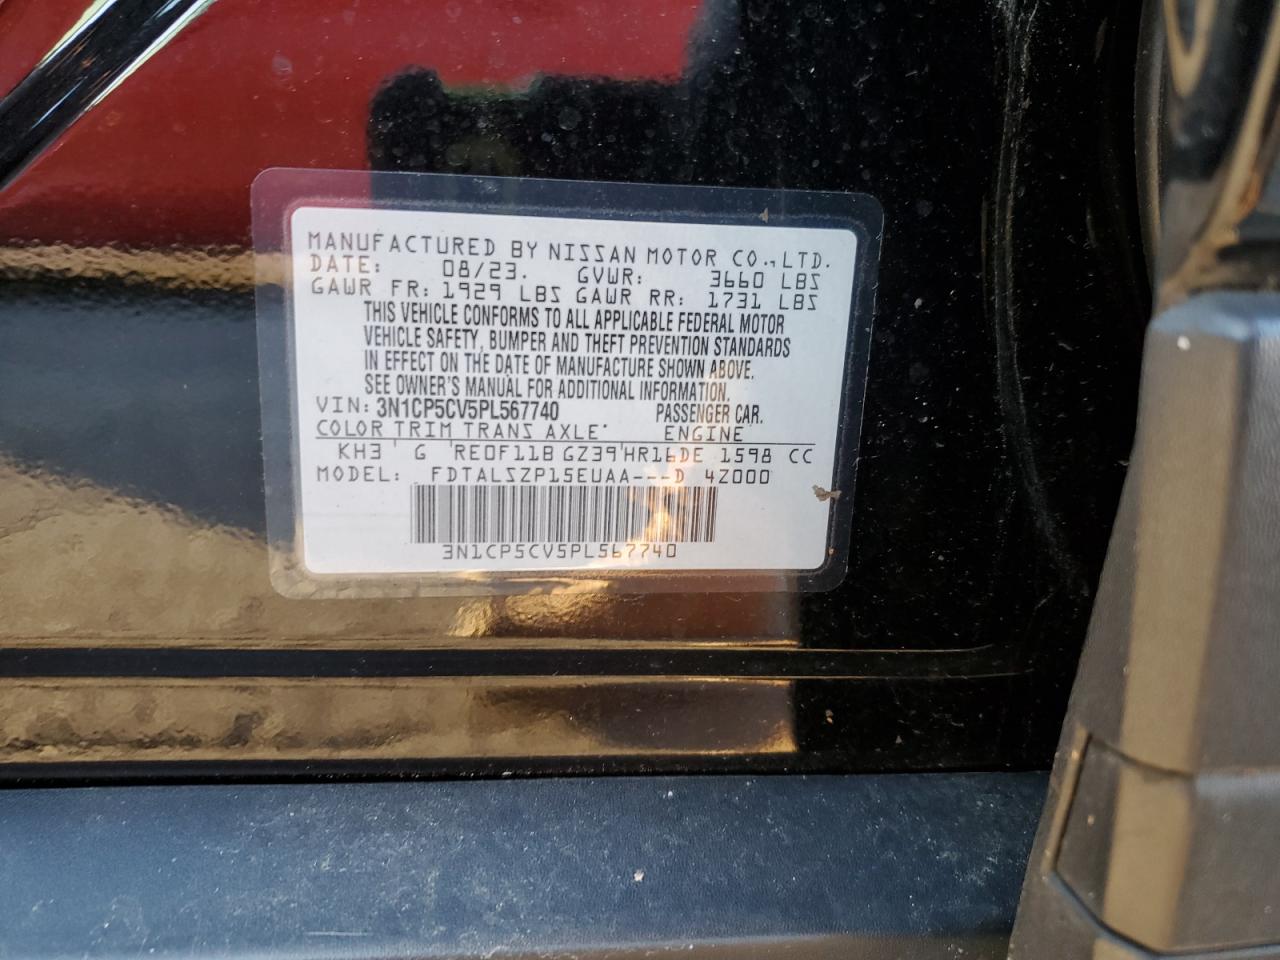 MANUFACTURED BY NISSAN MOTOR CO.,LTD.
DATE: 08/23. GVWR: 3660 LBS
GAWR FR: 1929 LBS GAWR RR: 1731 LBS
THIS VEHICLE CONFORMS TO ALL APPLICABLE FEDERAL MOTOR
VEHICLE SAFETY, BUMPER AND THEFT PREVENTION STANDARDS
IN EFFECT ON THE DATE OF MANUFACTURE SHOWN ABOVE.
SEE OWNER'S MANUAL FOR ADDITIONAL INFORMATION.
VIN: 3N1CP5CV5PL567740 PASSENGER CAR.
COLOR TRIM TRANS AXLE' ENGINE
KH3 ' G 'RE0F11B GZ39'HR16DE 1598 CC
MODEL: FDTALSZP15EUAA---D 4Z000
3N1CP5CV5PL567740